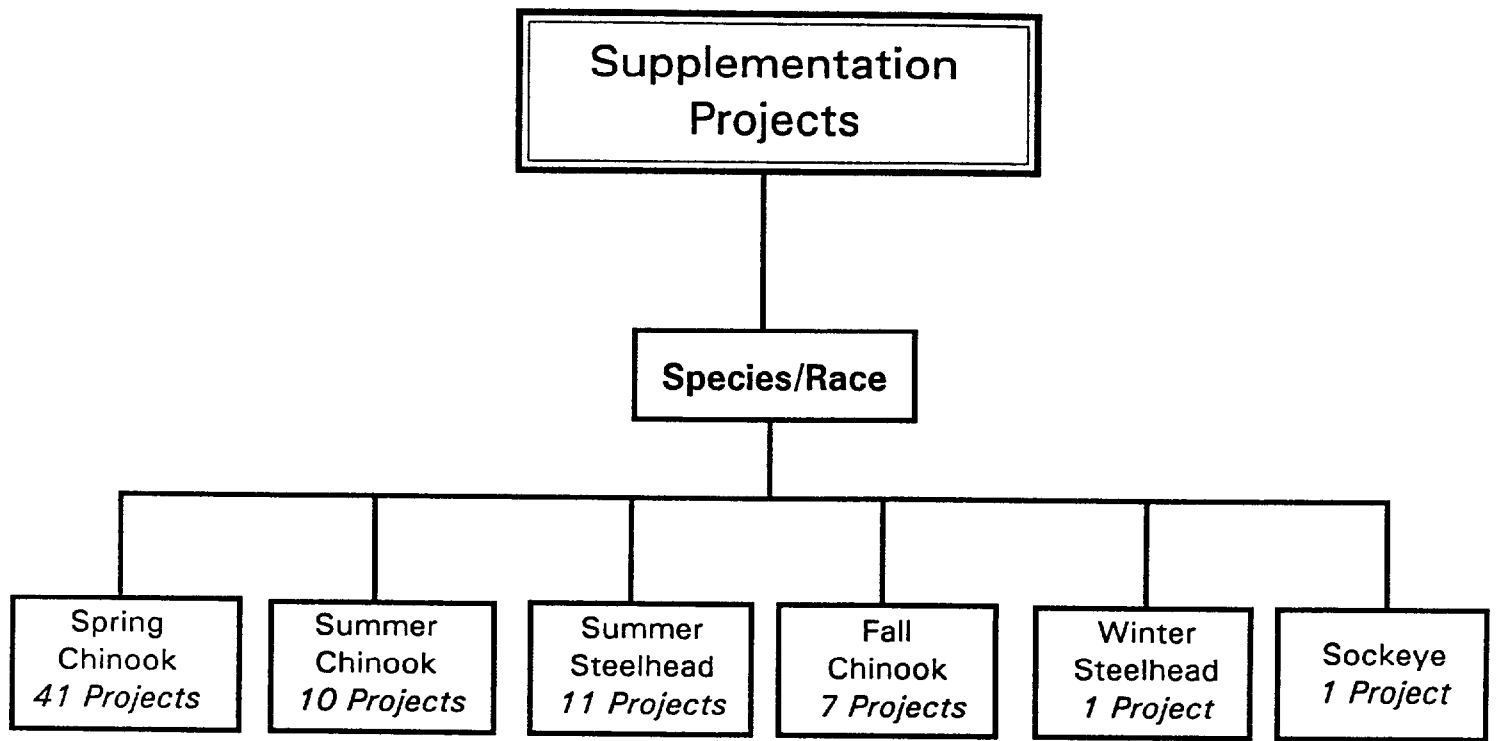 Supplementation
Projects
Species/Race
Spring
Chinook
41 Projects
Summer
Chinook
10 Projects
Summer
Steelhead
11 Projects
Fall
Chinook
7 Projects
Winter
Steelhead
1 Project
Sockeye
1 Project